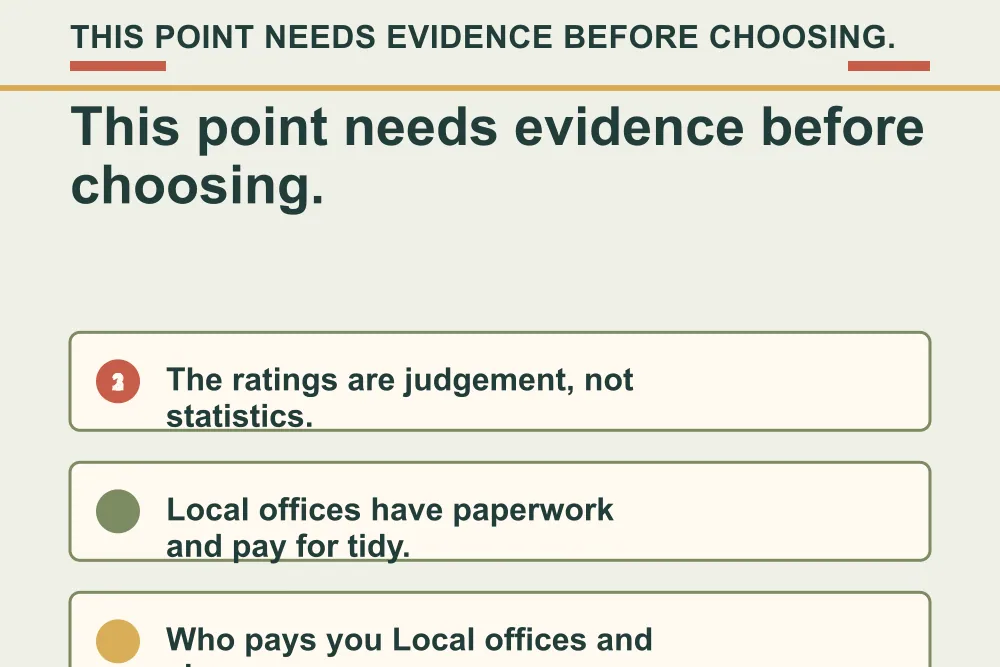 THIS POINT NEEDS EVIDENCE BEFORE CHOOSING.
This point needs evidence before
choosing.
The ratings are judgement, not
statistics.
Local offices have paperwork
and pay for tidy.
Who pays you Local offices and